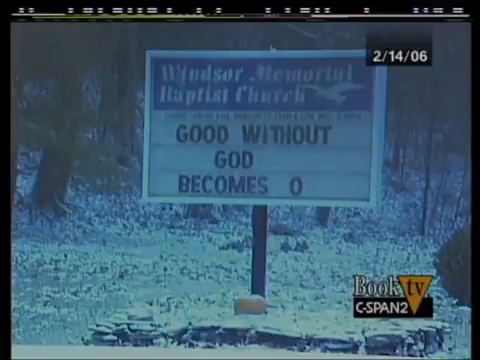 2/14/06
Windsor Memorial
Baptist Church
GOOD WITHOUT
GOD
BECOMES 0
Book tv
C-SPAN2